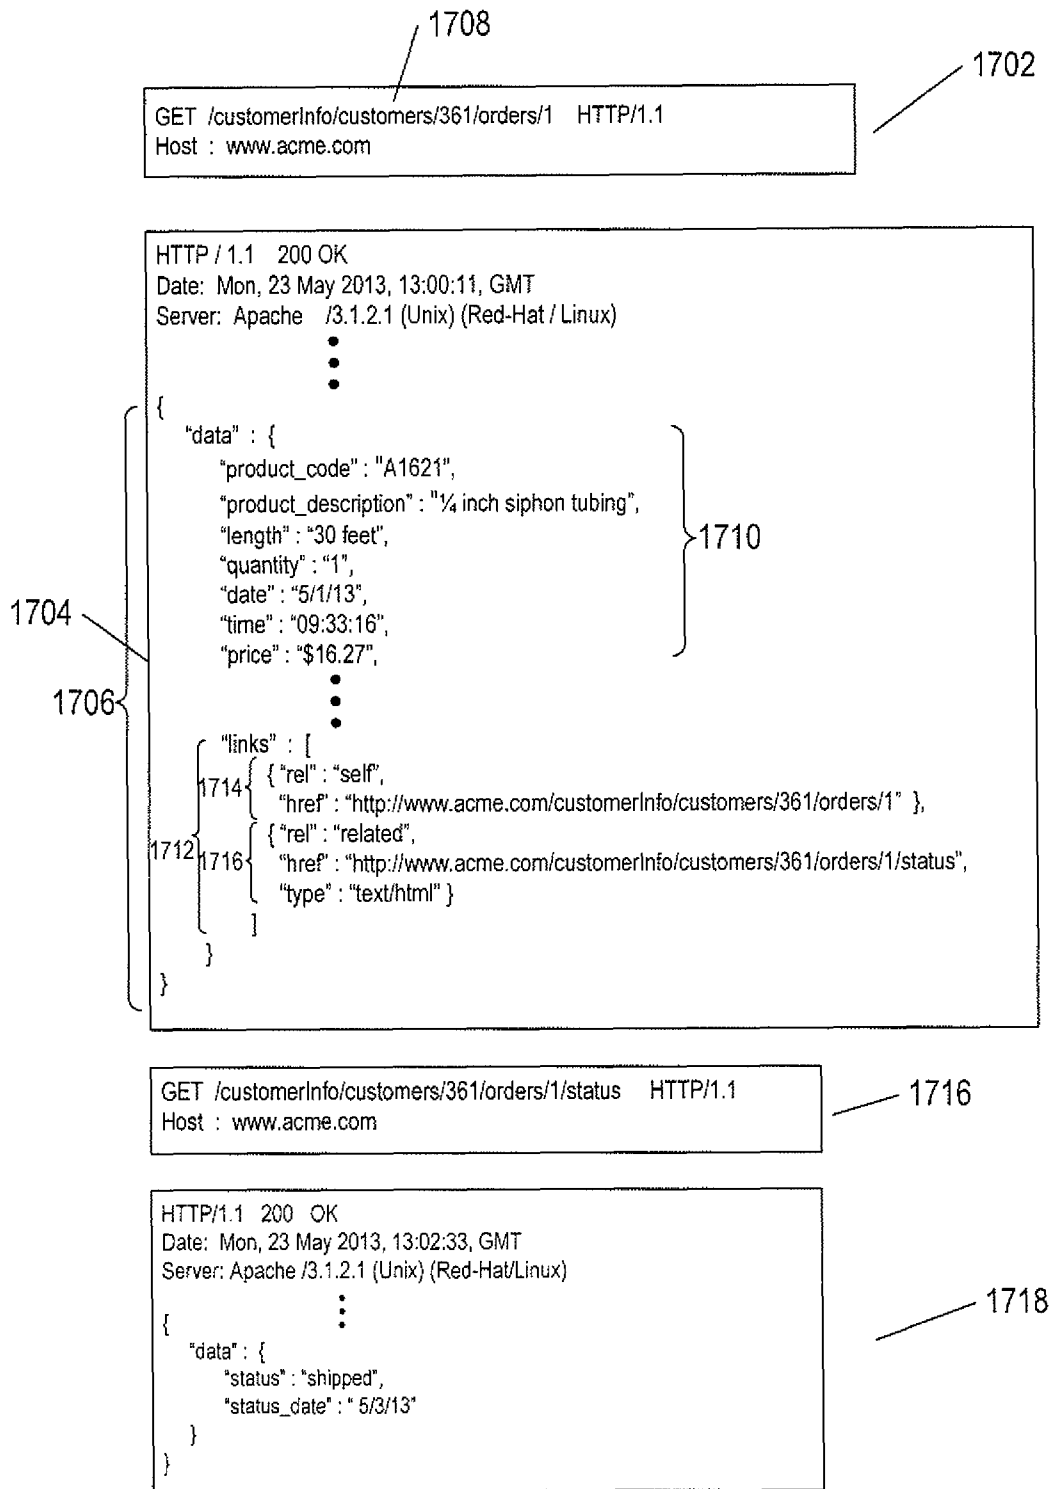 1708
1702
GET /customerInfo/customers/361/orders/1 HTTP/1.1
Host : www.acme.com
HTTP / 1.1 200 OK
Date: Mon, 23 May 2013, 13:00:11, GMT
Server: Apache /3.1.2.1 (Unix) (Red-Hat / Linux)
{
"data" : {
"product_code" : "A1621",
"product_description" : "¼ inch siphon tubing",
"length" : "30 feet",
1710
"quantity" : "1",
"date" : "5/1/13",
1704
"time" : "09:33:16",
"price" : "$16.27",
1706
"links" : [
1714 { "rel" : "self",
"href" : "http://www.acme.com/customerInfo/customers/361/orders/1" },
{ "rel" : "related",
1712 1716 "href" : "http://www.acme.com/customerInfo/customers/361/orders/1/status",
"type" : "text/html" }
]
}
}
GET /customerInfo/customers/361/orders/1/status HTTP/1.1
1716
Host : www.acme.com
HTTP/1.1 200 OK
Date: Mon, 23 May 2013, 13:02:33, GMT
Server: Apache /3.1.2.1 (Unix) (Red-Hat/Linux)
1718
{
"data" : {
"status" : "shipped",
"status_date" : " 5/3/13"
}
}